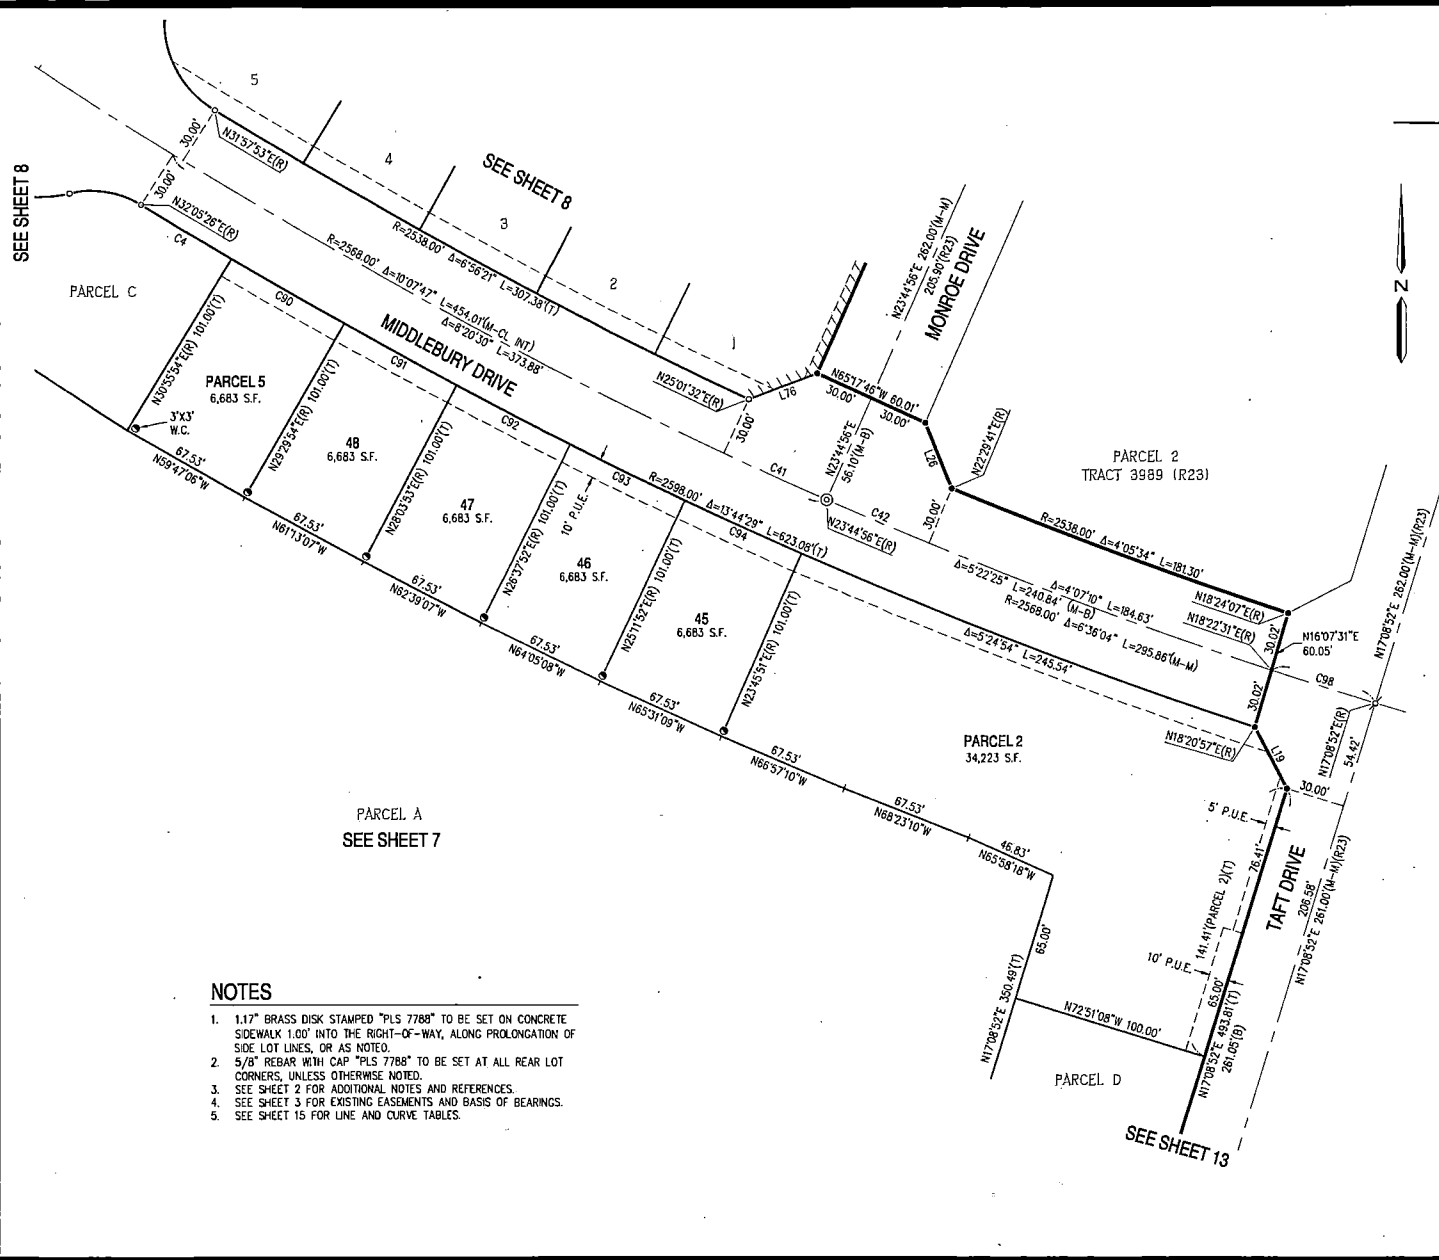 5
4
3
2
1
SEE SHEET 8
SEE SHEET 8
30.00'
30.00'
N31°57'53"E(R)
N32°05'26"E(R)
C4
PARCEL C
R=2538.00' Δ=6°56'21" L=307.38'(T)
R=2568.00' Δ=10°07'47" L=454.01'(M-CL INT)
Δ=8°20'30" L=373.88'
MIDDLEBURY DRIVE
C90
C91
C92
C93
C94
N23°44'56"E 262.00'(M-M)
205.90'(R23)
MONROE DRIVE
N25°01'32"E(R)
L76
N65°17'46"W 60.01'
30.00'
30.00'
30.00'
L26
N22°29'41"E(R)
N23°44'56"E
56.10'(M-B)
C41
C42
N23°44'56"E(R)
30.00'
PARCEL 2
TRACT 3989 (R23)
N
R=2538.00' Δ=4°05'34" L=181.30'
R=2598.00' Δ=13°44'29" L=623.08'(T)
Δ=4°07'10" L=184.63'
Δ=5°22'25" L=240.84' (M-B)
R=2568.00' Δ=6°36'04" L=295.86'(M-M)
Δ=5°24'54" L=245.54'
N18°24'07"E(R)
N18°22'31"E(R)
N18°20'57"E(R)
30.02'
30.02'
N16°07'31"E
60.05'
C98
N17°08'52"E 262.00'(M-M)(R23)
N17°08'52"E(R)
54.42'
L19
30.00'
N30°55'54"E(R) 101.00'(T)
101.00'(T)
PARCEL 5
6,683 S.F.
3'X3'
W.C.
67.53'
N59°47'06"W
N29°29'54"E(R)
48
6,683 S.F.
67.53'
N61°13'07"W
N28°03'53"E(R) 101.00'(T)
47
6,683 S.F.
67.53'
N62°39'07"W
N26°37'52"E(R) 101.00'(T)
10' P.U.E.
46
6,683 S.F.
67.53'
N64°05'08"W
N25°11'52"E(R) 101.00'(T)
45
6,683 S.F.
67.53'
N65°31'09"W
N23°45'51"E(R) 101.00'(T)
67.53'
N66°57'10"W
67.53'
N68°23'10"W
46.83'
N65°58'18"W
PARCEL 2
34,223 S.F.
PARCEL A
SEE SHEET 7
5' P.U.E.
76.41'
141.41'(PARCEL 2)(T)
10' P.U.E.
65.00'
TAFT DRIVE
206.58'
N17°08'52"E 261.00'(M-M)(R23)
65.00'
N17°08'52"E 350.49'(T)
N72°51'08"W 100.00'
N17°08'52"E 493.81'(T)
261.05'(B)
PARCEL D
SEE SHEET 13
NOTES
1. 1.17" BRASS DISK STAMPED "PLS 7788" TO BE SET ON CONCRETE
SIDEWALK 1.00' INTO THE RIGHT-OF-WAY, ALONG PROLONGATION OF
SIDE LOT LINES, OR AS NOTED.
2. 5/8" REBAR WITH CAP "PLS 7788" TO BE SET AT ALL REAR LOT
CORNERS, UNLESS OTHERWISE NOTED.
3. SEE SHEET 2 FOR ADDITIONAL NOTES AND REFERENCES.
4. SEE SHEET 3 FOR EXISTING EASEMENTS AND BASIS OF BEARINGS.
5. SEE SHEET 15 FOR LINE AND CURVE TABLES.